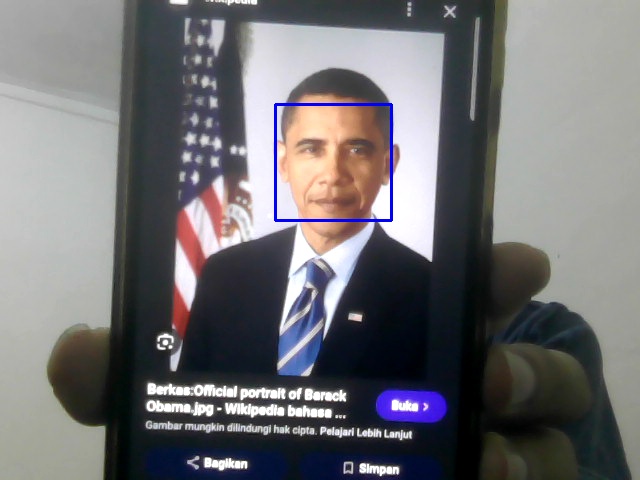 Wikipedia
Berkas:Official portrait of Barack
Obama.jpg - Wikipedia bahasa ...
Buka >
Gambar mungkin dilindungi hak cipta. Pelajari Lebih Lanjut
Bagikan
Simpan